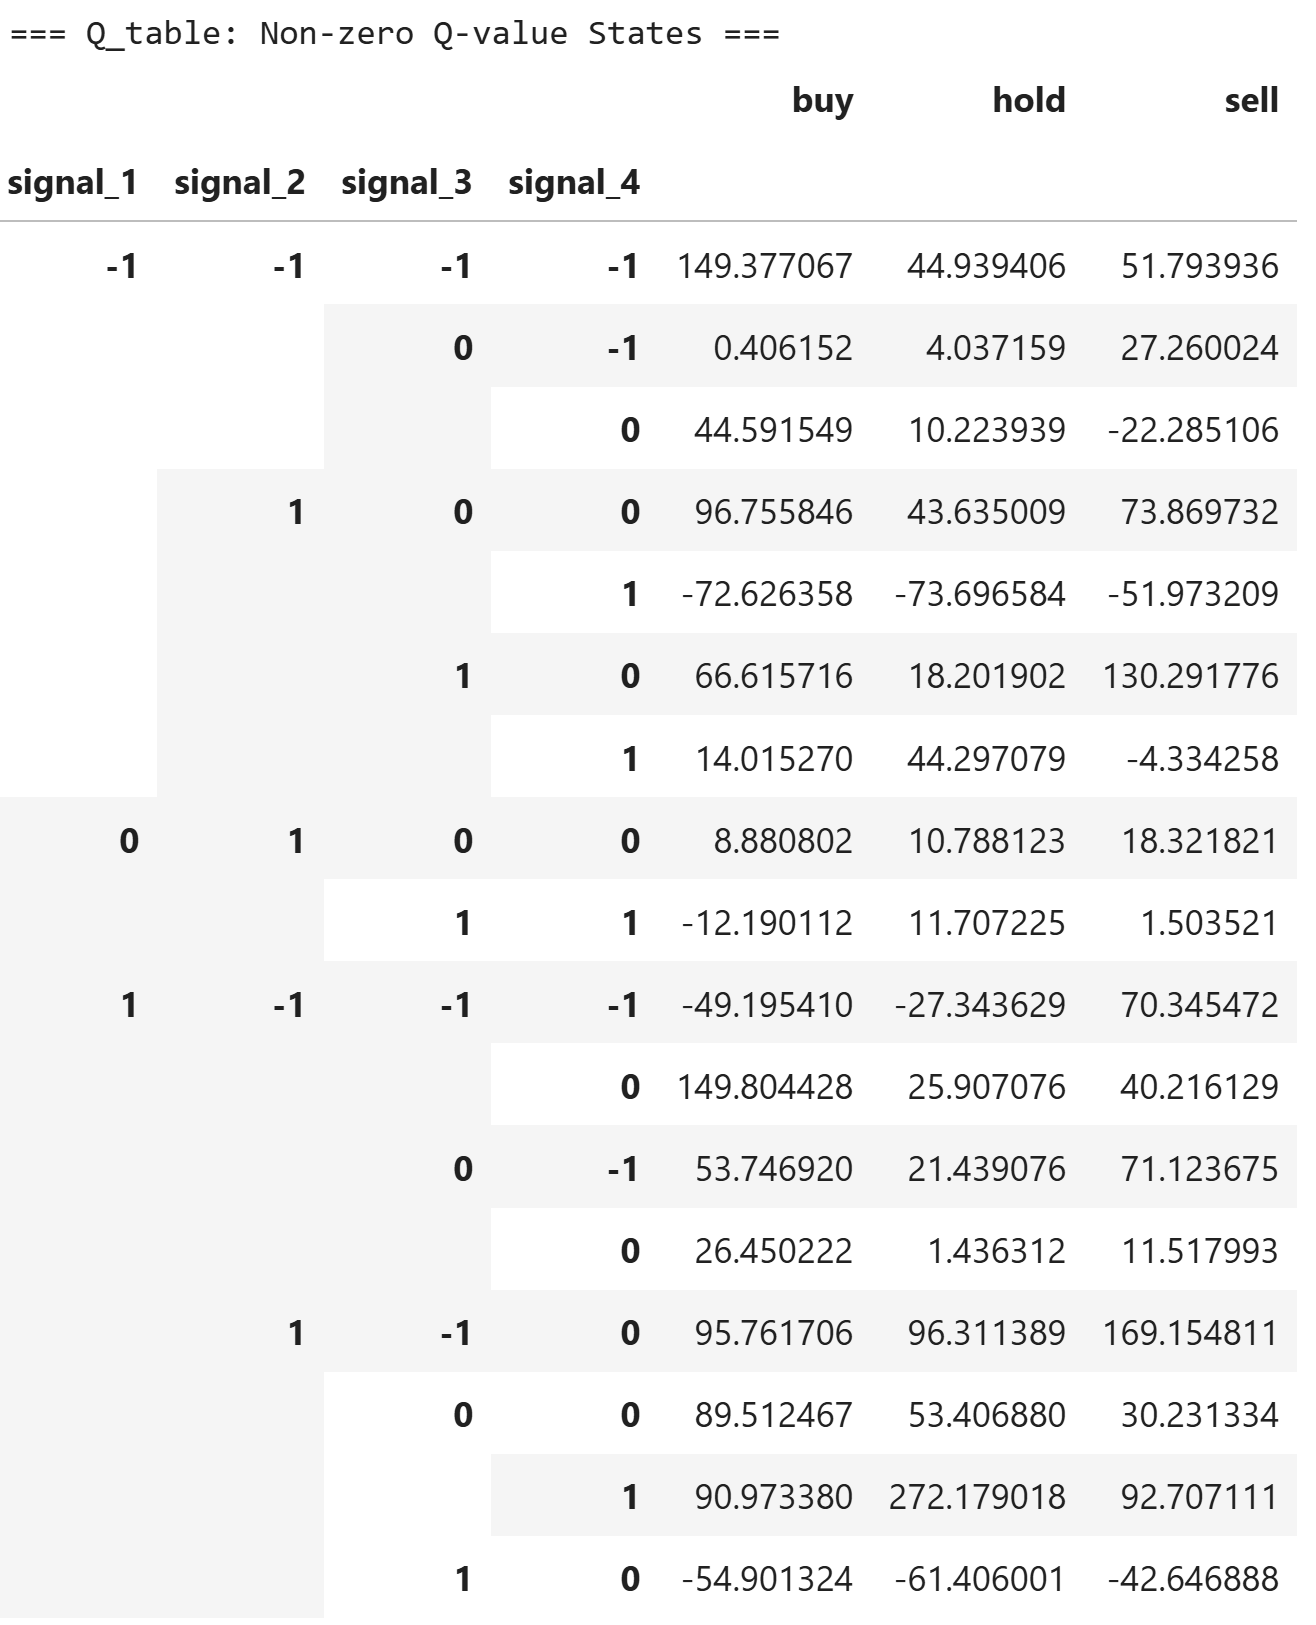 === Q_table: Non-zero Q-value States ===
buy hold sell
signal_1 signal_2 signal_3 signal_4
-1 -1 -1 -1 149.377067 44.939406 51.793936
0 -1 0.406152 4.037159 27.260024
0 44.591549 10.223939 -22.285106
1 0 0 96.755846 43.635009 73.869732
1 -72.626358 -73.696584 -51.973209
1 0 66.615716 18.201902 130.291776
1 14.015270 44.297079 -4.334258
0 1 0 0 8.880802 10.788123 18.321821
1 1 -12.190112 11.707225 1.503521
1 -1 -1 -1 -49.195410 -27.343629 70.345472
0 149.804428 25.907076 40.216129
0 -1 53.746920 21.439076 71.123675
0 26.450222 1.436312 11.517993
1 -1 0 95.761706 96.311389 169.154811
0 0 89.512467 53.406880 30.231334
1 90.973380 272.179018 92.707111
1 0 -54.901324 -61.406001 -42.646888